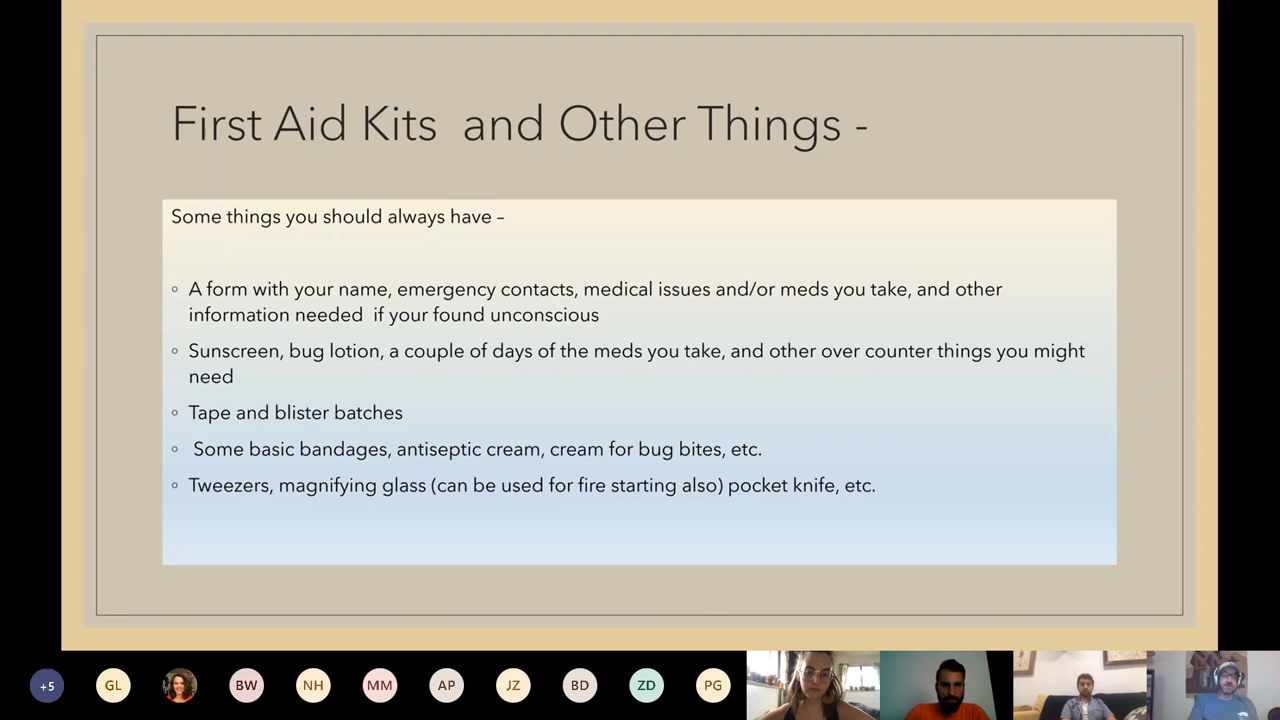 First Aid Kits  and Other Things -
Some things you should always have –
◦ A form with your name, emergency contacts, medical issues and/or meds you take, and other
information needed  if your found unconscious
◦ Sunscreen, bug lotion, a couple of days of the meds you take, and other over counter things you might
need
◦ Tape and blister batches
◦ Some basic bandages, antiseptic cream, cream for bug bites, etc.
◦ Tweezers, magnifying glass (can be used for fire starting also) pocket knife, etc.
+5 GL BW NH MM AP JZ BD ZD PG